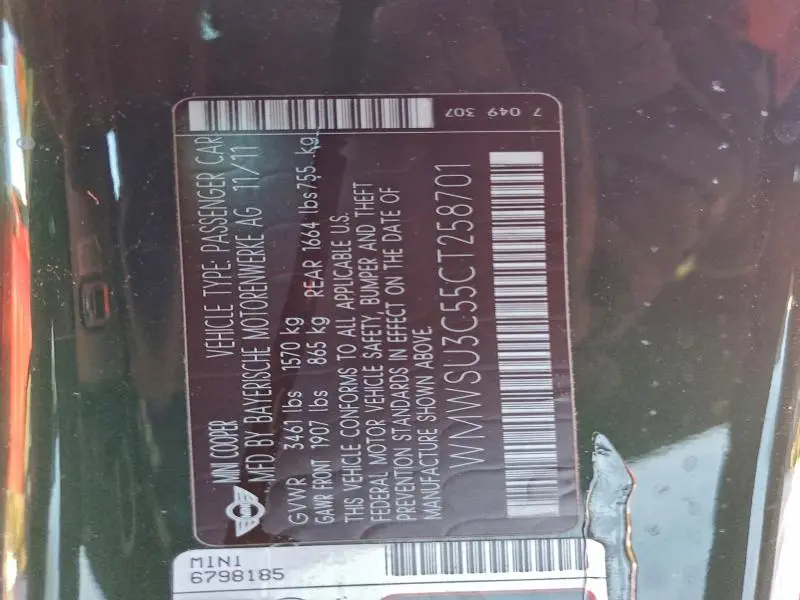 7 049 307
MINI COOPER VEHICLE TYPE: PASSENGER CAR
MFD BY BAYERISCHE MOTORENWERKE AG 11/11
GVWR 3461 lbs 1570 kg
GAWR FRONT 1907 lbs 865 kg REAR 1664 lbs 755 kg
THIS VEHICLE CONFORMS TO ALL APPLICABLE U.S.
FEDERAL MOTOR VEHICLE SAFETY, BUMPER AND THEFT
PREVENTION STANDARDS IN EFFECT ON THE DATE OF
MANUFACTURE SHOWN ABOVE.
WMWSU3C55CT258701
MINI
6798185